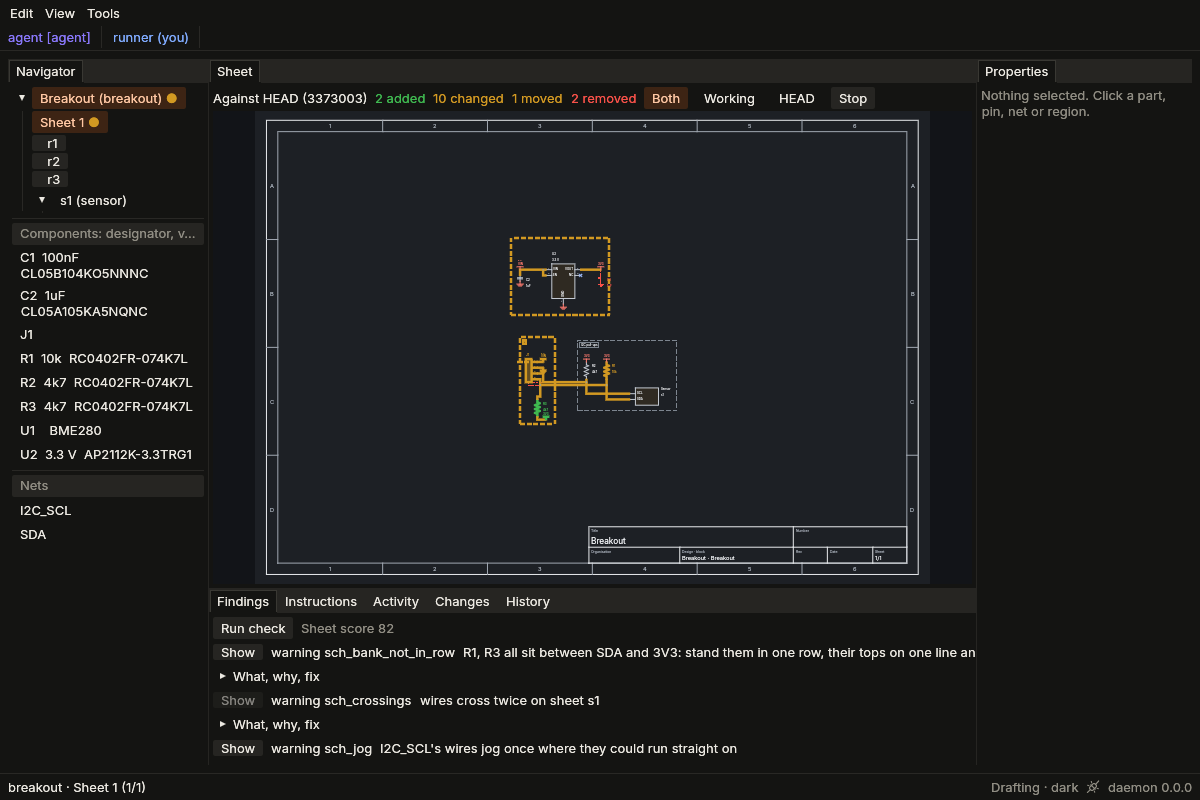 Edit View Tools
agent [agent] runner (you)
Navigator
Sheet
Properties
Breakout (breakout)
Sheet 1
r1
r2
r3
s1 (sensor)
Components: designator, v...
C1 100nF
CL05B104KO5NNNC
C2 1uF
CL05A105KA5NQNC
J1
R1 10k RC0402FR-074K7L
R2 4k7 RC0402FR-074K7L
R3 4k7 RC0402FR-074K7L
U1 BME280
U2 3.3 V AP2112K-3.3TRG1
Nets
I2C_SCL
SDA
Against HEAD (3373003) 2 added 10 changed 1 moved 2 removed Both Working HEAD Stop
1 2 3 4 5 6
A A
B B
C C
D D
Title
Breakout
Number
Organisation
Design · block
Breakout · Breakout
Rev
Date
Sheet
1/1
1 2 3 4 5 6
Nothing selected. Click a part,
pin, net or region.
Findings Instructions Activity Changes History
Run check Sheet score 82
Show warning sch_bank_not_in_row R1, R3 all sit between SDA and 3V3: stand them in one row, their tops on one line an
What, why, fix
Show warning sch_crossings wires cross twice on sheet s1
What, why, fix
Show warning sch_jog I2C_SCL's wires jog once where they could run straight on
breakout · Sheet 1 (1/1)
Drafting · dark daemon 0.0.0